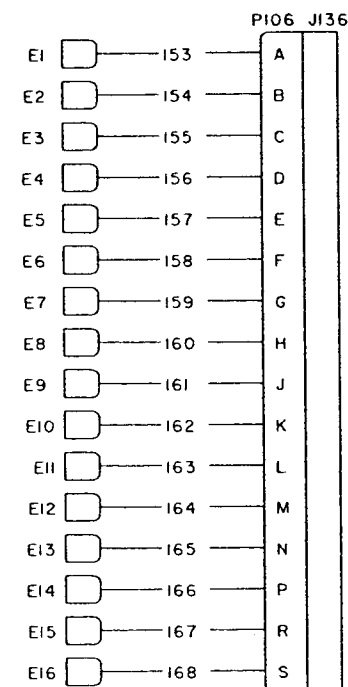 P106 J136
E1 153 A
E2 154 B
E3 155 C
E4 156 D
E5 157 E
E6 158 F
E7 159 G
E8 160 H
E9 161 J
E10 162 K
E11 163 L
E12 164 M
E13 165 N
E14 166 P
E15 167 R
E16 168 S